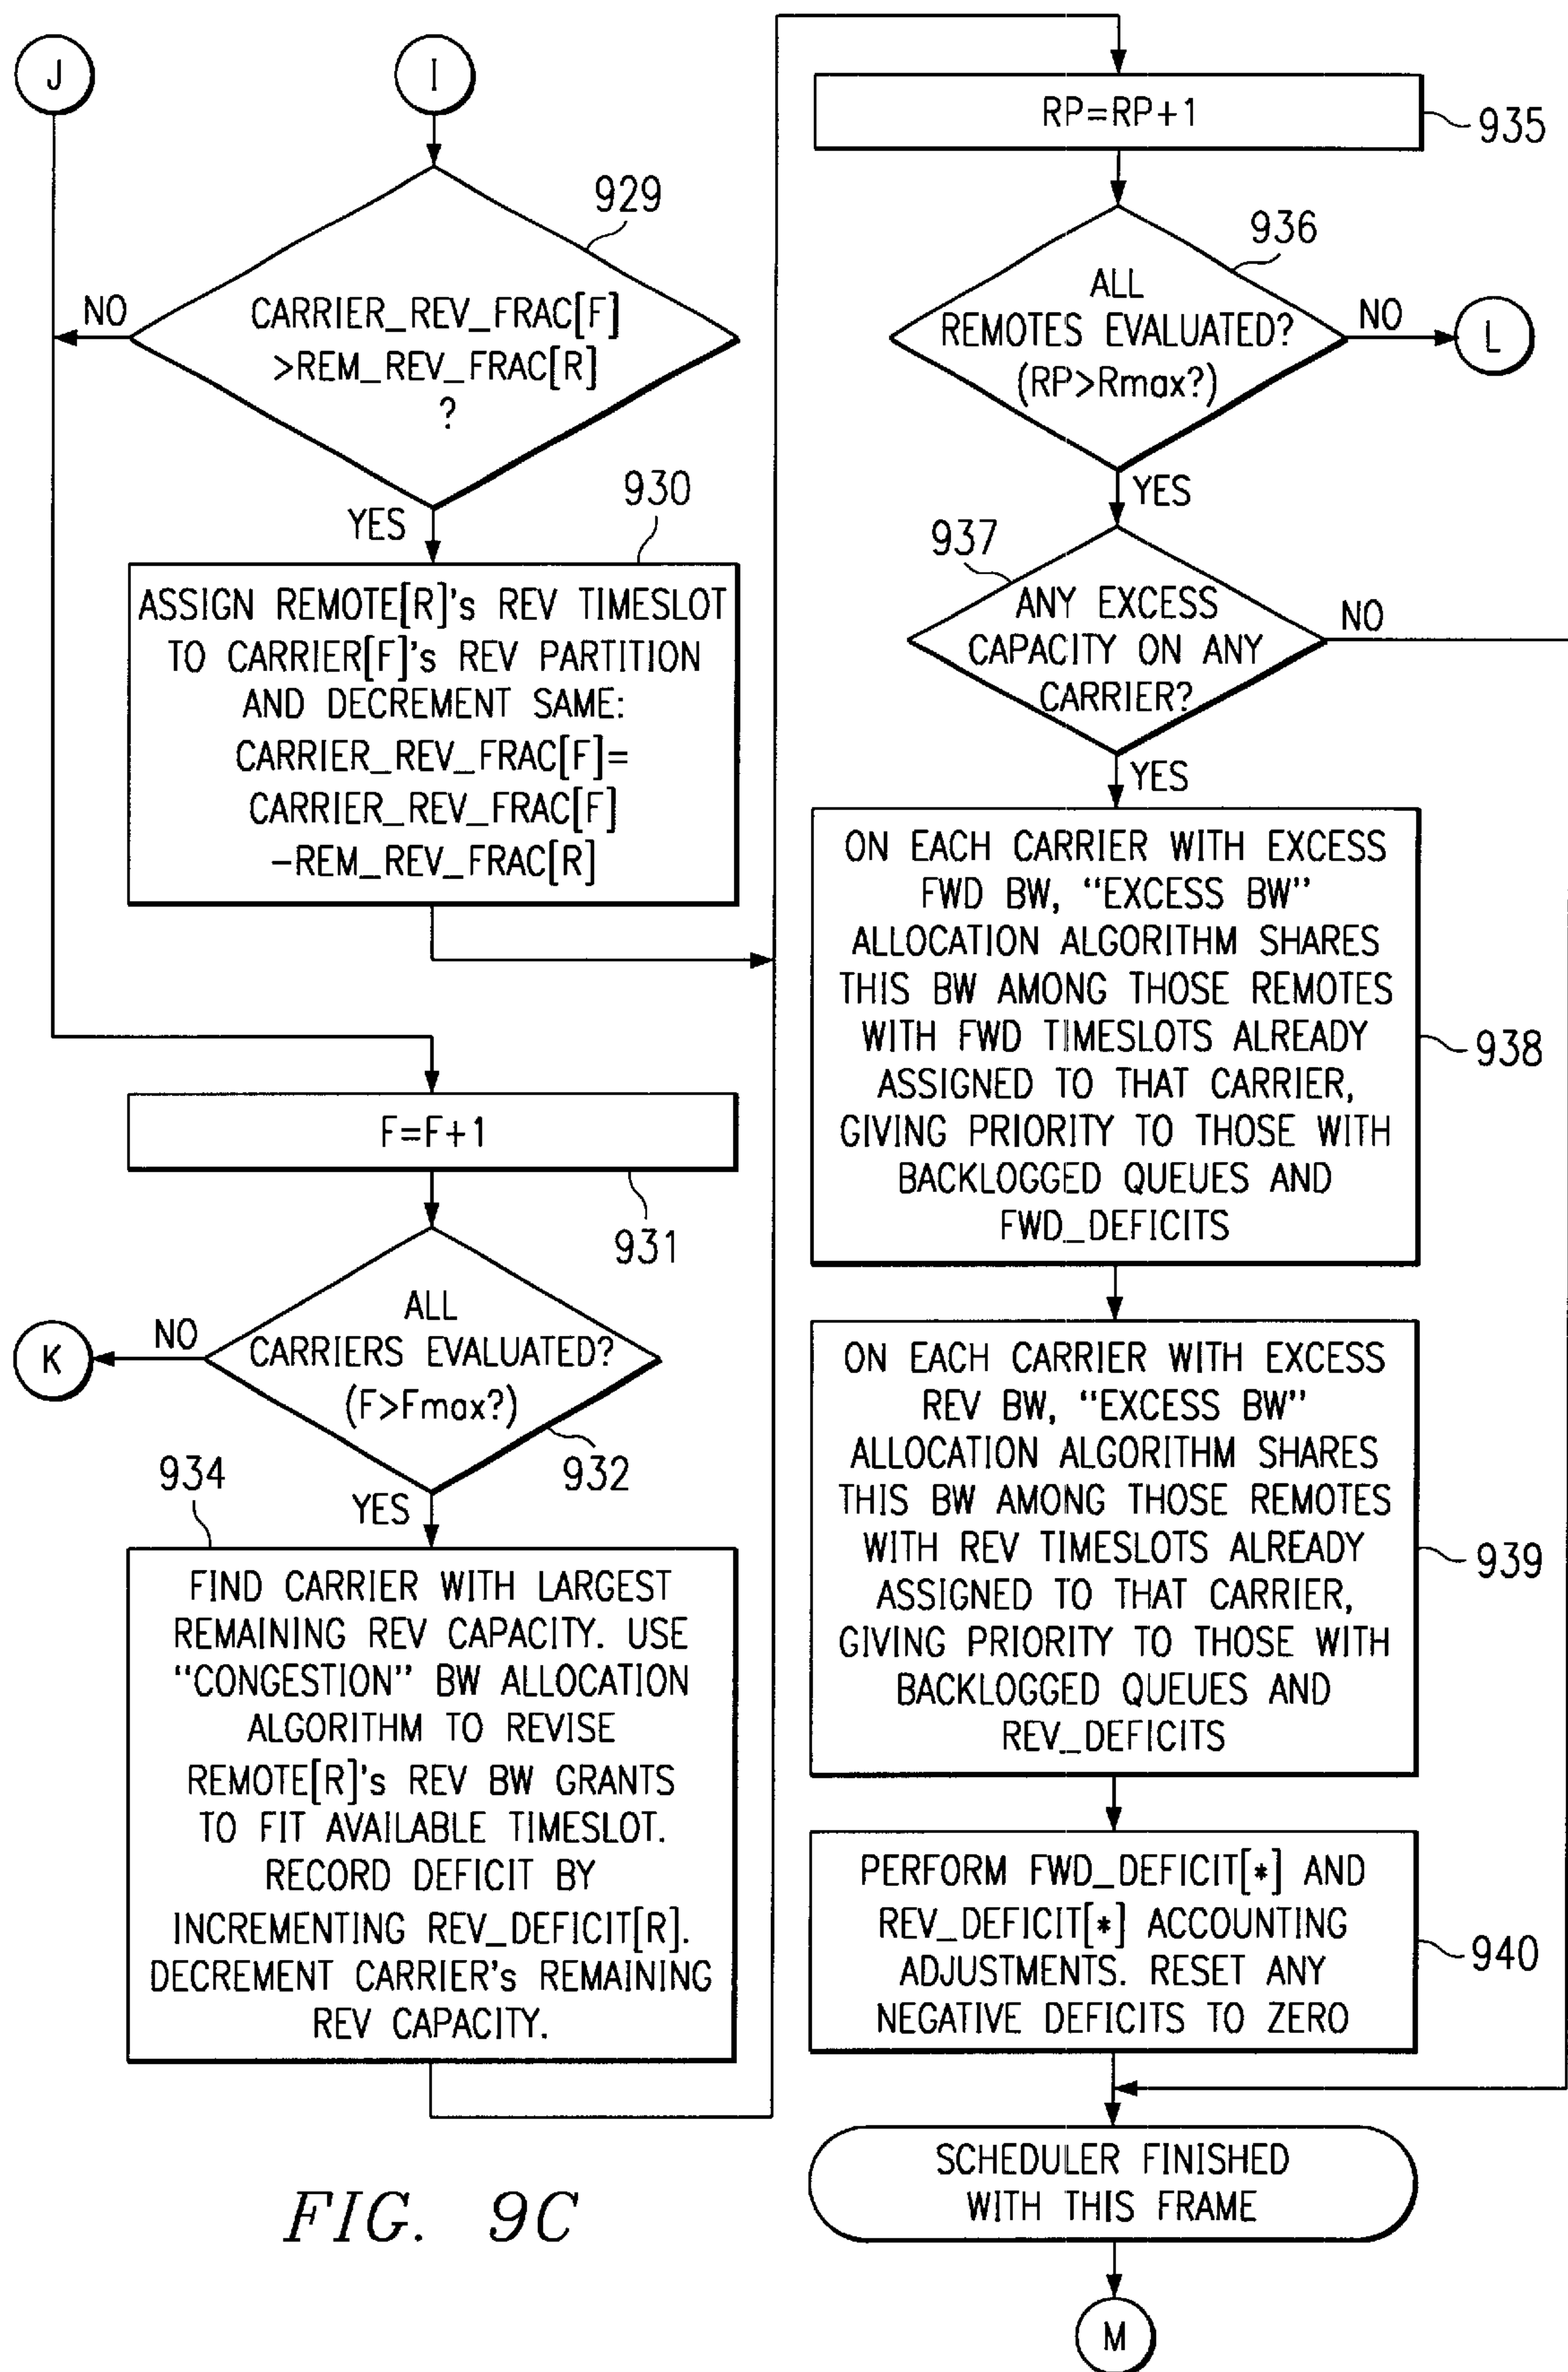 J
I
929
CARRIER_REV_FRAC[F]
>REM_REV_FRAC[R]
?
NO
YES
930
ASSIGN REMOTE[R]'s REV TIMESLOT
TO CARRIER[F]'s REV PARTITION
AND DECREMENT SAME:
CARRIER_REV_FRAC[F]=
CARRIER_REV_FRAC[F]
-REM_REV_FRAC[R]
F=F+1
931
ALL
CARRIERS EVALUATED?
(F>Fmax?)
NO
K
932
YES
934
FIND CARRIER WITH LARGEST
REMAINING REV CAPACITY. USE
“CONGESTION” BW ALLOCATION
ALGORITHM TO REVISE
REMOTE[R]'s REV BW GRANTS
TO FIT AVAILABLE TIMESLOT.
RECORD DEFICIT BY
INCREMENTING REV_DEFICIT[R].
DECREMENT CARRIER's REMAINING
REV CAPACITY.
RP=RP+1
935
936
ALL
REMOTES EVALUATED?
(RP>Rmax?)
NO
L
YES
937
ANY EXCESS
CAPACITY ON ANY
CARRIER?
NO
YES
ON EACH CARRIER WITH EXCESS
FWD BW, “EXCESS BW”
ALLOCATION ALGORITHM SHARES
THIS BW AMONG THOSE REMOTES
WITH FWD TIMESLOTS ALREADY
ASSIGNED TO THAT CARRIER,
GIVING PRIORITY TO THOSE WITH
BACKLOGGED QUEUES AND
FWD_DEFICITS
938
ON EACH CARRIER WITH EXCESS
REV BW, “EXCESS BW”
ALLOCATION ALGORITHM SHARES
THIS BW AMONG THOSE REMOTES
WITH REV TIMESLOTS ALREADY
ASSIGNED TO THAT CARRIER,
GIVING PRIORITY TO THOSE WITH
BACKLOGGED QUEUES AND
REV_DEFICITS
939
PERFORM FWD_DEFICIT[*] AND
REV_DEFICIT[*] ACCOUNTING
ADJUSTMENTS. RESET ANY
NEGATIVE DEFICITS TO ZERO
940
SCHEDULER FINISHED
WITH THIS FRAME
M
FIG. 9C